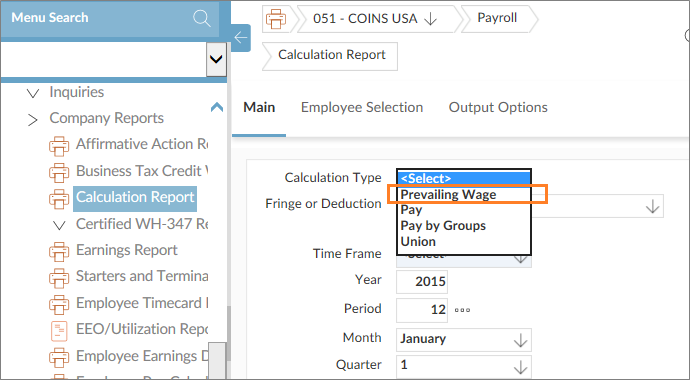 Menu Search
Inquiries
Company Reports
Affirmative Action Re
Business Tax Credit
Calculation Report
Certified WH-347 Re
Earnings Report
Starters and Termina
Employee Timecard
EEO/Utilization Repo
Employee Earnings D
051 - COINS USA
Payroll
Calculation Report
Main
Employee Selection
Output Options
Calculation Type
<Select>
Prevailing Wage
Fringe or Deduction
Pay
Pay by Groups
Union
Time Frame
Year 2015
Period 12
Month January
Quarter 1